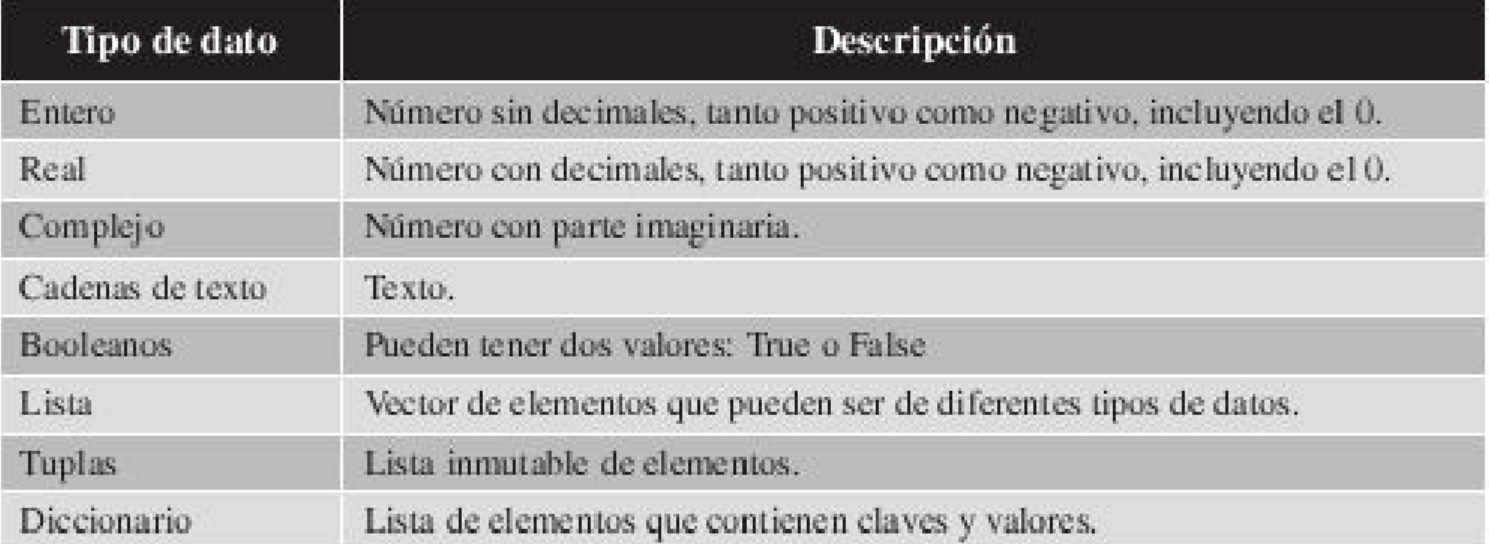 Tipo de dato Descripción
Entero Número sin decimales, tanto positivo como negativo, incluyendo el 0.
Real Número con decimales, tanto positivo como negativo, incluyendo el 0.
Complejo Número con parte imaginaria.
Cadenas de texto Texto.
Booleanos Pueden tener dos valores: True o False
Lista Vector de elementos que pueden ser de diferentes tipos de datos.
Tuplas Lista inmutable de elementos.
Diccionario Lista de elementos que contienen claves y valores.